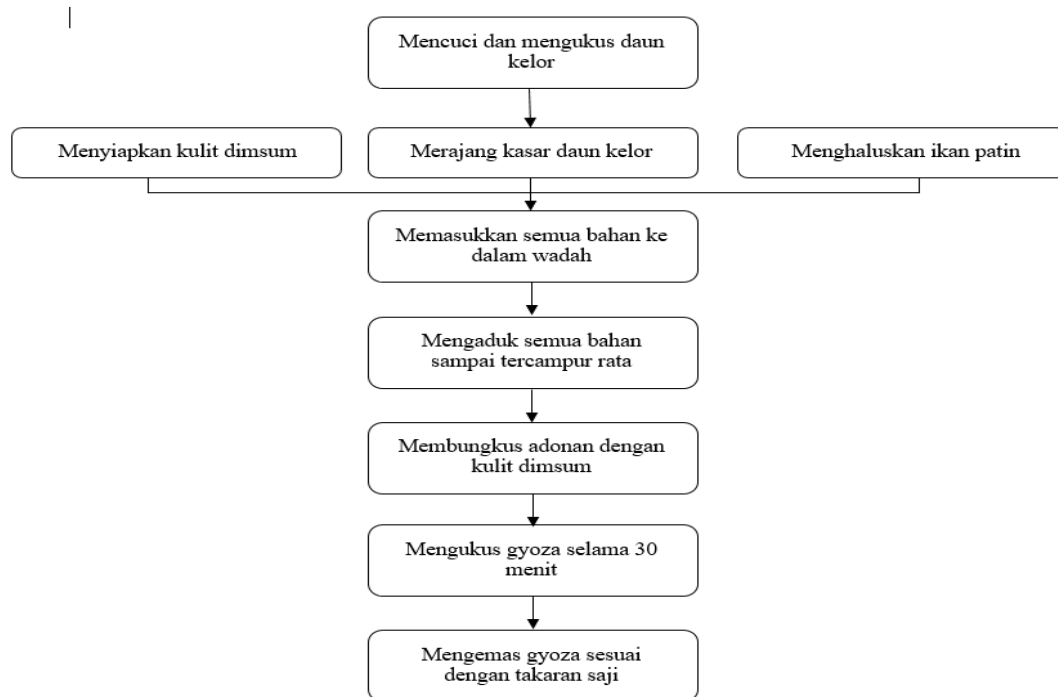 Mencuci dan mengukus daun
kelor
Menyiapkan kulit dimsum
Merajang kasar daun kelor
Menghaluskan ikan patin
Memasukkan semua bahan ke
dalam wadah
Mengaduk semua bahan
sampai tercampur rata
Membungkus adonan dengan
kulit dimsum
Mengukus gyoza selama 30
menit
Mengemas gyoza sesuai
dengan takaran saji